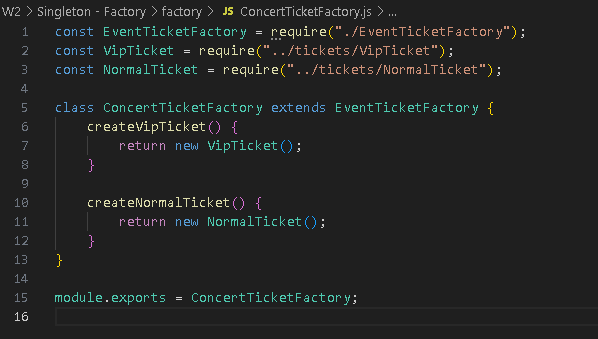 W2 > Singleton - Factory > factory > JS ConcertTicketFactory.js > ...
1 const EventTicketFactory = require("./EventTicketFactory");
2 const VipTicket = require("../tickets/VipTicket");
3 const NormalTicket = require("../tickets/NormalTicket");
4
5 class ConcertTicketFactory extends EventTicketFactory {
6     createVipTicket() {
7         return new VipTicket();
8     }
9
10     createNormalTicket() {
11         return new NormalTicket();
12     }
13 }
14
15 module.exports = ConcertTicketFactory;
16